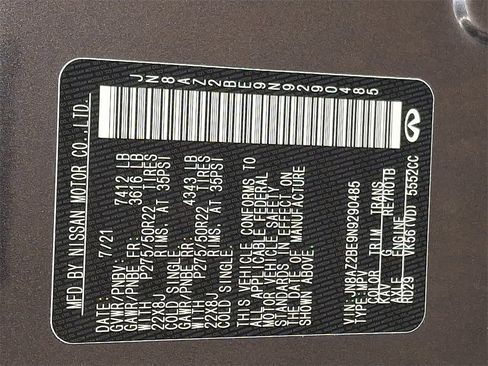 MFD BY NISSAN MOTOR CO.,LTD.
JN8AZ2BE9N9290485
DATE: 7/21
GVWR/PNBV: 7412 LB
GAWR/PNBE FR: 3616 LB
WITH P275/50R22 TIRES
22X8J RIMS, AT 35PSI
COLD SINGLE.
GAWR/PNBE RR: 4343 LB
WITH P275/50R22 TIRES
22X8J RIMS, AT 35PSI
COLD SINGLE.
THIS VEHICLE CONFORMS TO
ALL APPLICABLE FEDERAL
MOTOR VEHICLE SAFETY
STANDARDS IN EFFECT ON
THE DATE OF MANUFACTURE
SHOWN ABOVE.
V.I.N.:JN8AZ2BE9N9290485
TYPE:MPV
COLOR TRIM TRANS
KAV G RE7R01B
AXLE ENGINE
RD29 VK56 VD 5552CC